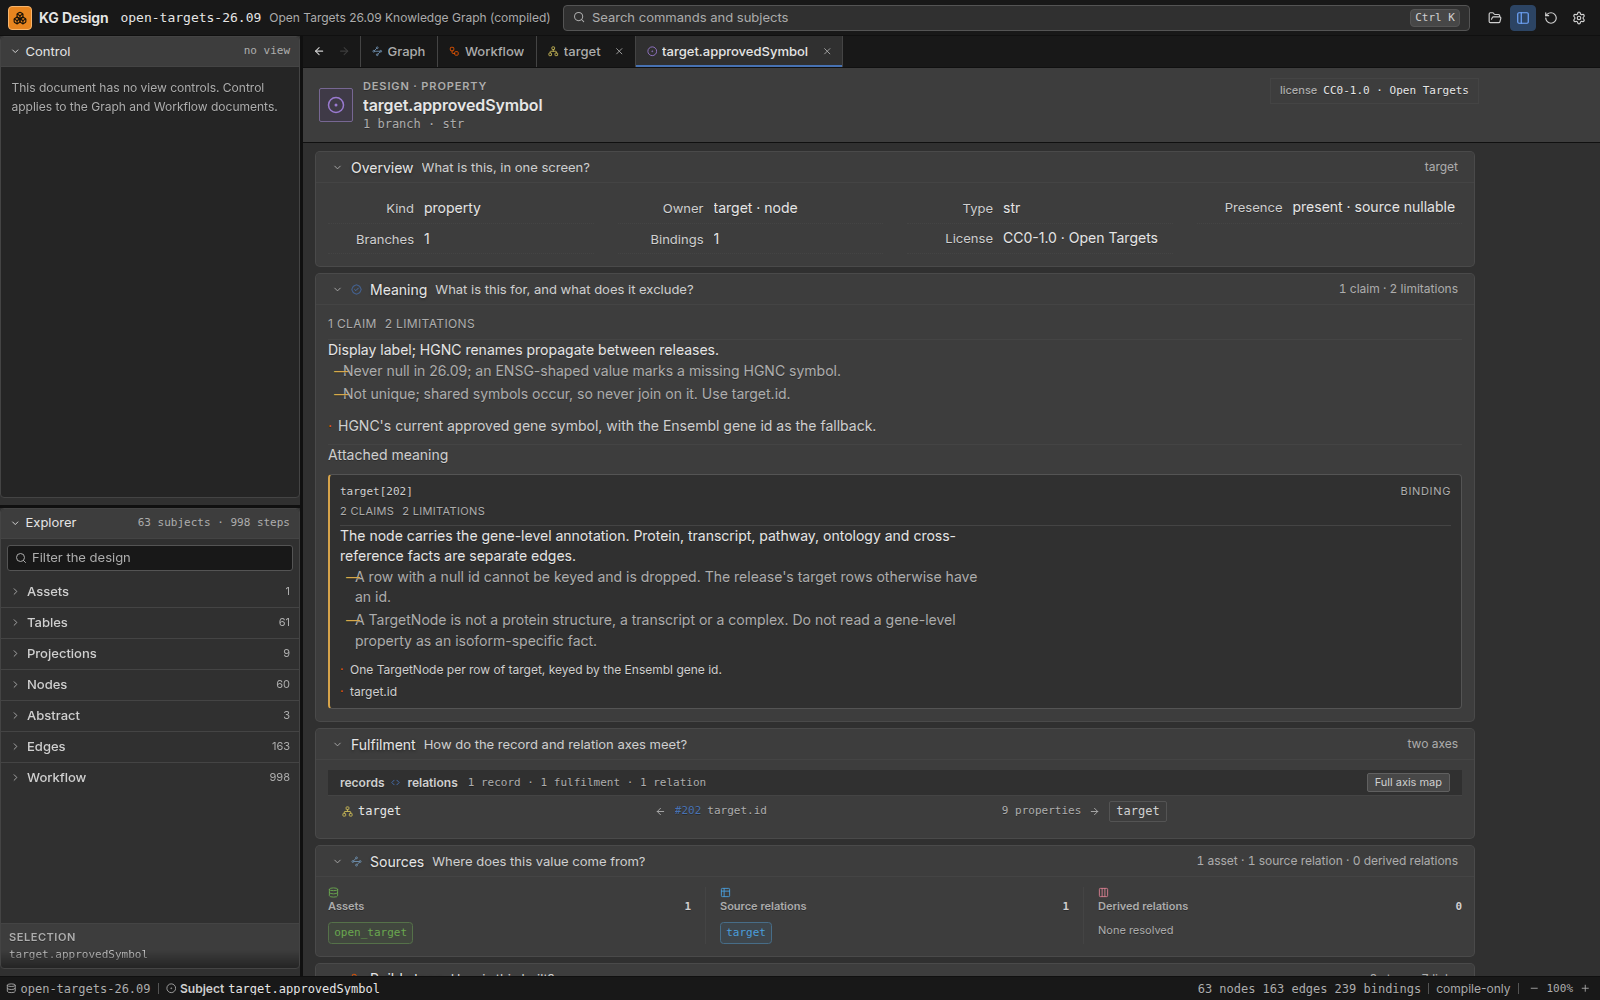 KG Design open-targets-26.09 Open Targets 26.09 Knowledge Graph (compiled) Search commands and subjects Ctrl K
Control no view
This document has no view controls. Control
applies to the Graph and Workflow documents.
Graph Workflow target × target.approvedSymbol ×
DESIGN · PROPERTY
target.approvedSymbol
1 branch · str
license CC0-1.0 · Open Targets
Overview What is this, in one screen? target
Kind property Owner target · node Type str Presence present · source nullable
Branches 1 Bindings 1 License CC0-1.0 · Open Targets
Meaning What is this for, and what does it exclude? 1 claim · 2 limitations
1 CLAIM 2 LIMITATIONS
Display label; HGNC renames propagate between releases.
—Never null in 26.09; an ENSG-shaped value marks a missing HGNC symbol.
—Not unique; shared symbols occur, so never join on it. Use target.id.
· HGNC's current approved gene symbol, with the Ensembl gene id as the fallback.
Attached meaning
target[202] BINDING
2 CLAIMS 2 LIMITATIONS
The node carries the gene-level annotation. Protein, transcript, pathway, ontology and cross-
reference facts are separate edges.
—A row with a null id cannot be keyed and is dropped. The release's target rows otherwise have
an id.
—A TargetNode is not a protein structure, a transcript or a complex. Do not read a gene-level
property as an isoform-specific fact.
· One TargetNode per row of target, keyed by the Ensembl gene id.
· target.id
Fulfilment How do the record and relation axes meet? two axes
records <> relations 1 record · 1 fulfilment · 1 relation Full axis map
target ← #202 target.id 9 properties → target
Sources Where does this value come from? 1 asset · 1 source relation · 0 derived relations
Assets 1 Source relations 1 Derived relations 0
open_target target None resolved
Explorer 63 subjects · 998 steps
Filter the design
Assets 1
Tables 61
Projections 9
Nodes 60
Abstract 3
Edges 163
Workflow 998
SELECTION
target.approvedSymbol
open-targets-26.09 Subject target.approvedSymbol 63 nodes 163 edges 239 bindings compile-only − 100% +